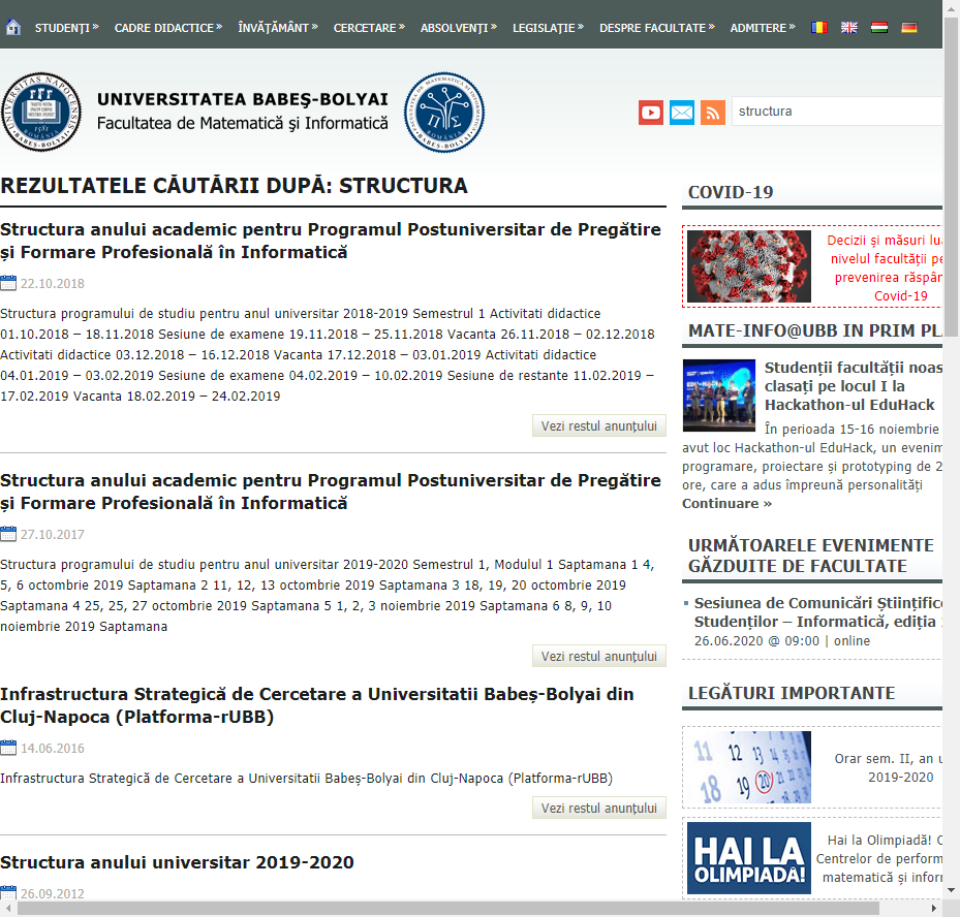 STUDENȚI » CADRE DIDACTICE » ÎNVĂȚĂMÂNT » CERCETARE » ABSOLVENȚI » LEGISLAȚIE » DESPRE FACULTATE » ADMITERE »
UNIVERSITATEA BABEȘ-BOLYAI
Facultatea de Matematică și Informatică
structura
REZULTATELE CĂUTĂRII DUPĂ: STRUCTURA
Structura anului academic pentru Programul Postuniversitar de Pregătire
și Formare Profesională în Informatică
22.10.2018
Structura programului de studiu pentru anul universitar 2018-2019 Semestrul 1 Activitati didactice
01.10.2018 – 18.11.2018 Sesiune de examene 19.11.2018 – 25.11.2018 Vacanta 26.11.2018 – 02.12.2018
Activitati didactice 03.12.2018 – 16.12.2018 Vacanta 17.12.2018 – 03.01.2019 Activitati didactice
04.01.2019 – 03.02.2019 Sesiune de examene 04.02.2019 – 10.02.2019 Sesiune de restante 11.02.2019 –
17.02.2019 Vacanta 18.02.2019 – 24.02.2019
Vezi restul anunțului
Structura anului academic pentru Programul Postuniversitar de Pregătire
și Formare Profesională în Informatică
27.10.2017
Structura programului de studiu pentru anul universitar 2019-2020 Semestrul 1, Modulul 1 Saptamana 1 4,
5, 6 octombrie 2019 Saptamana 2 11, 12, 13 octombrie 2019 Saptamana 3 18, 19, 20 octombrie 2019
Saptamana 4 25, 25, 27 octombrie 2019 Saptamana 5 1, 2, 3 noiembrie 2019 Saptamana 6 8, 9, 10
noiembrie 2019 Saptamana
Vezi restul anunțului
Infrastructura Strategică de Cercetare a Universitatii Babeș-Bolyai din
Cluj-Napoca (Platforma-rUBB)
14.06.2016
Infrastructura Strategică de Cercetare a Universitatii Babeș-Bolyai din Cluj-Napoca (Platforma-rUBB)
Vezi restul anunțului
Structura anului universitar 2019-2020
26.09.2012
COVID-19
Decizii și măsuri lu
nivelul facultății pe
prevenirea răspân
Covid-19
MATE-INFO@UBB IN PRIM PL
Studenții facultății noas
clasați pe locul I la
Hackathon-ul EduHack
În perioada 15-16 noiembrie
avut loc Hackathon-ul EduHack, un evenim
programare, proiectare și prototyping de 2
ore, care a adus împreună personalități
Continuare »
URMĂTOARELE EVENIMENTE
GĂZDUITE DE FACULTATE
Sesiunea de Comunicări Științific
Studenților – Informatică, ediția
26.06.2020 @ 09:00 | online
LEGĂTURI IMPORTANTE
11 12 13 14 15
18 19 20 21
Orar sem. II, an u
2019-2020
HAI LA
OLIMPIADĂ!
Hai la Olimpiadă! C
Centrelor de perform
matematică și infor